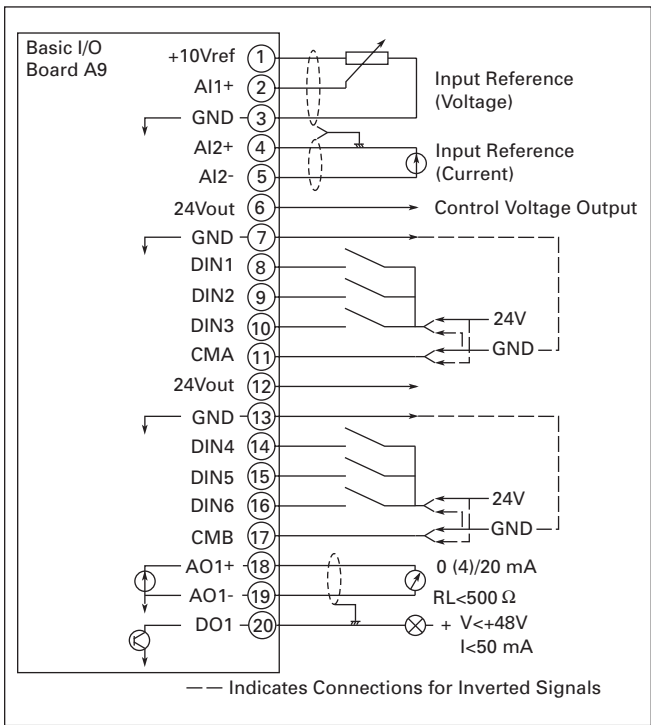 Basic I/O
Board A9
+10Vref 1
AI1+ 2
GND 3
Input Reference
(Voltage)
AI2+ 4
AI2- 5
Input Reference
(Current)
24Vout 6 Control Voltage Output
GND 7
DIN1 8
DIN2 9
DIN3 10
24V
CMA 11
GND
24Vout 12
GND 13
DIN4 14
DIN5 15
DIN6 16
24V
CMB 17
GND
AO1+ 18
0 (4)/20 mA
AO1- 19
RL<500 Ω
DO1 20
+ V<+48V
I<50 mA
–– Indicates Connections for Inverted Signals